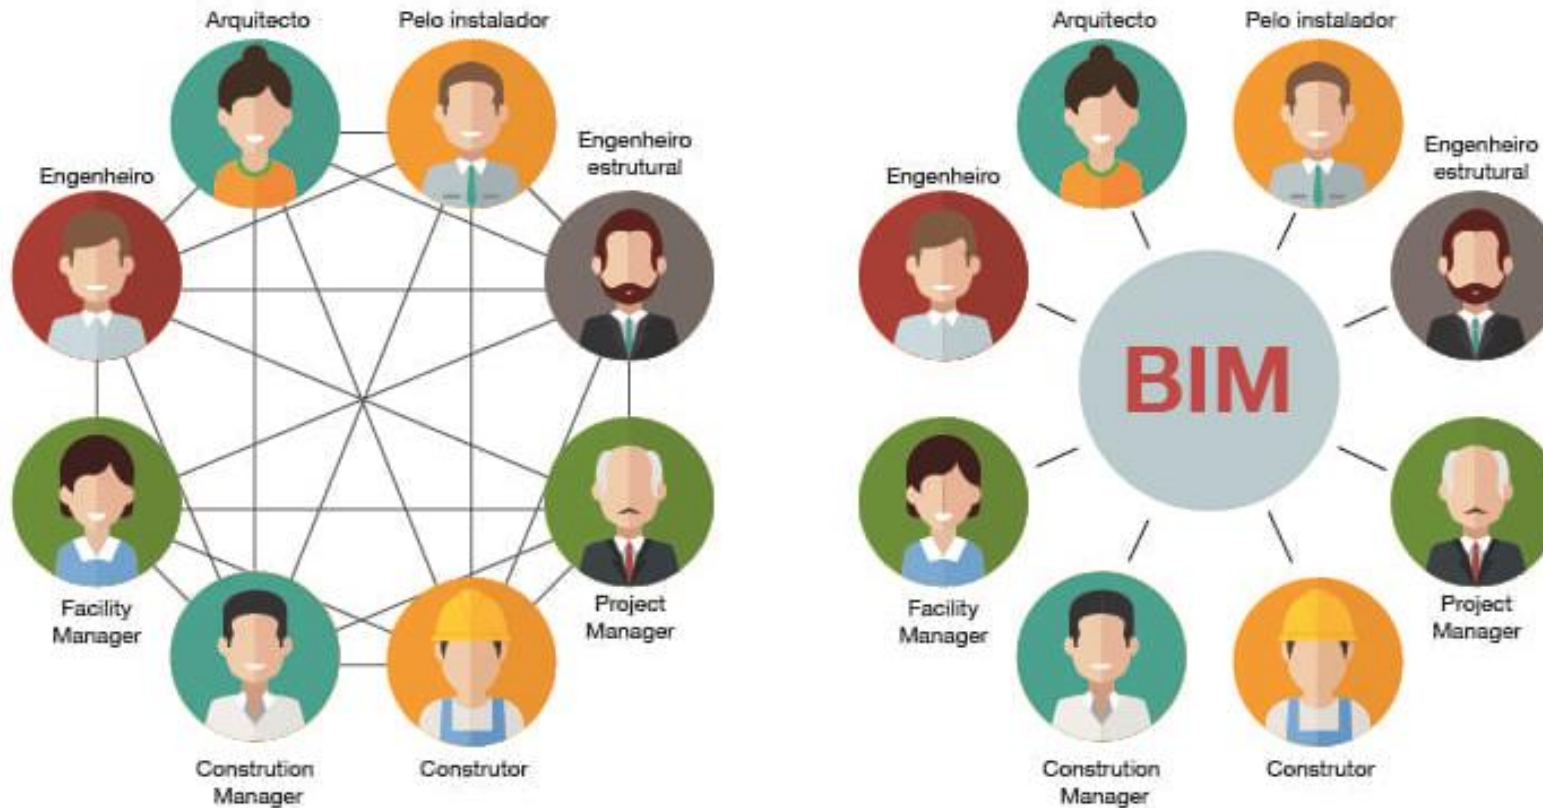 Arquitecto
Pelo instalador
Engenheiro
estrutural
Engenheiro
Facility
Manager
Project
Manager
Constrution
Manager
Construtor
Arquitecto
Pelo instalador
Engenheiro
estrutural
Engenheiro
BIM
Facility
Manager
Project
Manager
Constrution
Manager
Construtor